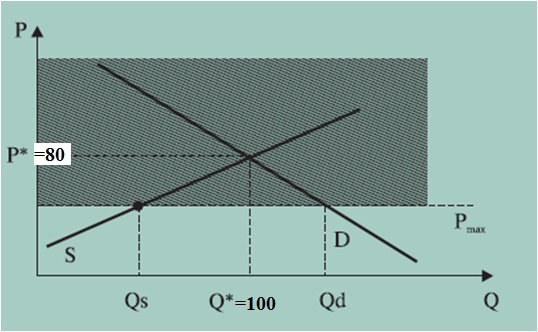 P
P* =80
P max
S
D
Qs Q*=100 Qd Q